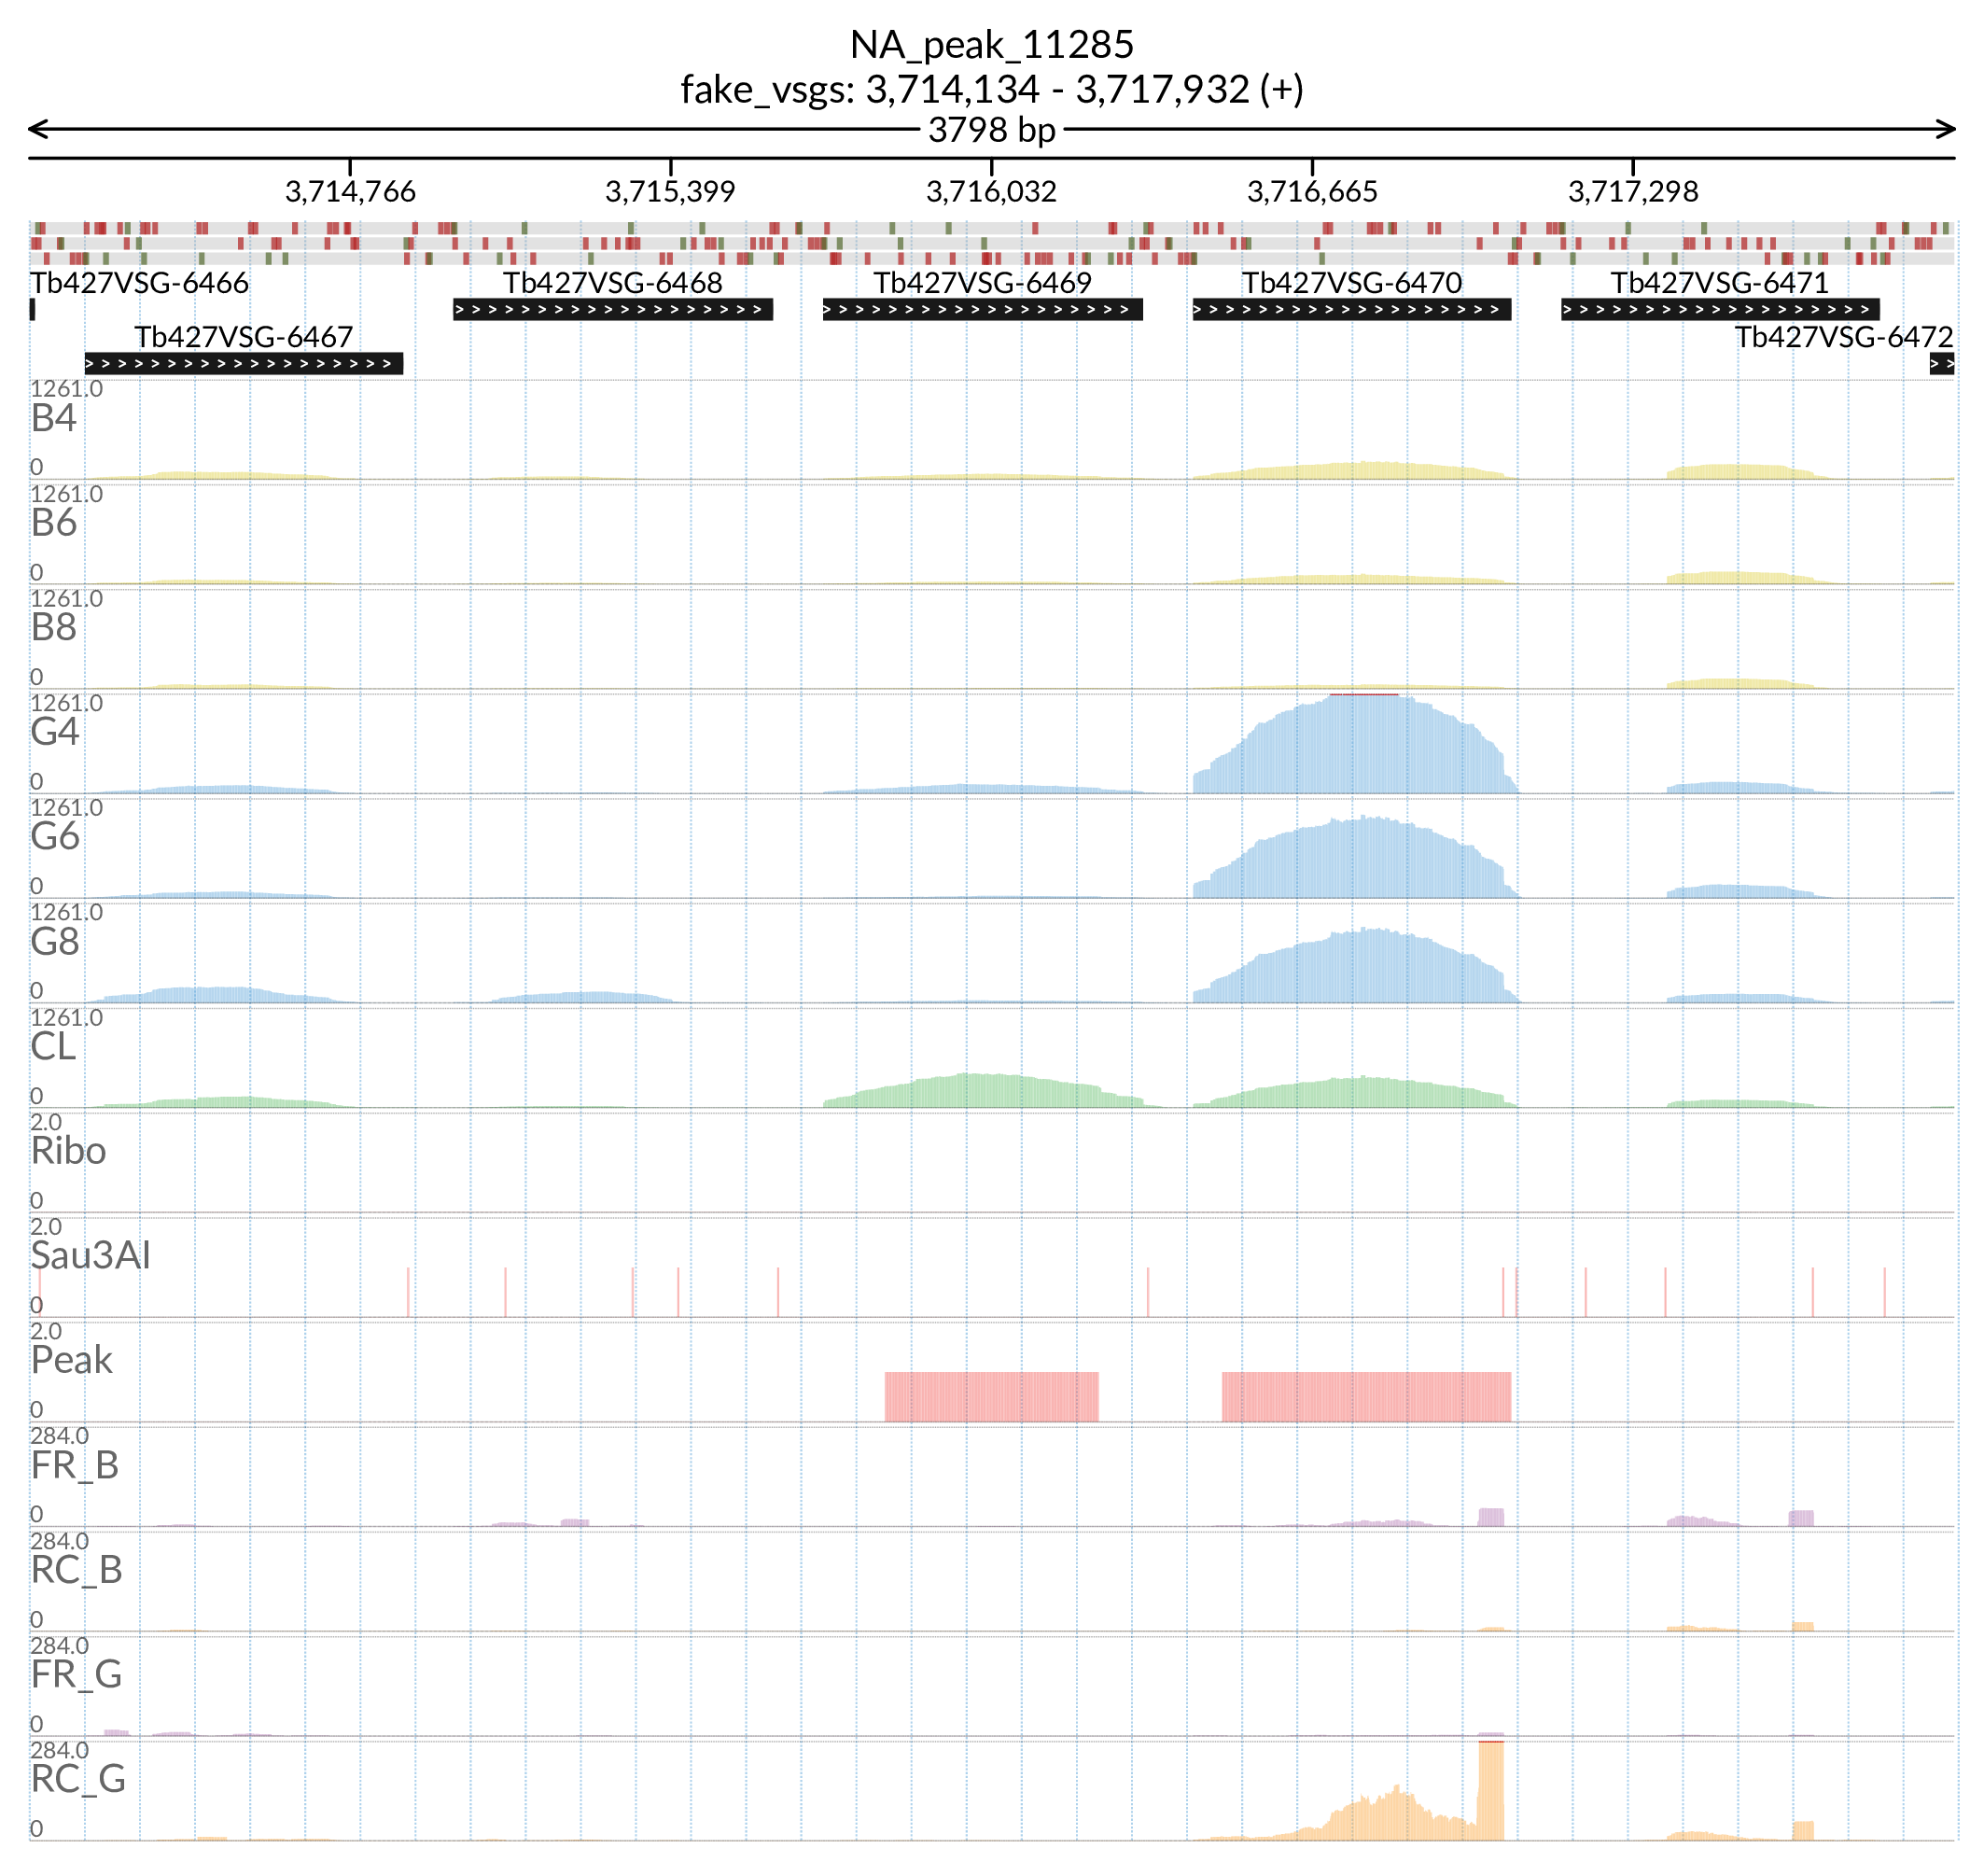 NA_peak_11285
fake_vsgs: 3,714,134 - 3,717,932 (+)
3798 bp
3,714,766 3,715,399 3,716,032 3,716,665 3,717,298
Tb427VSG-6466 Tb427VSG-6468 Tb427VSG-6469 Tb427VSG-6470 Tb427VSG-6471
Tb427VSG-6467 Tb427VSG-6472
1261.0
B4
0
1261.0
B6
0
1261.0
B8
0
1261.0
G4
0
1261.0
G6
0
1261.0
G8
0
1261.0
CL
0
2.0
Ribo
0
2.0
Sau3AI
0
2.0
Peak
0
284.0
FR_B
0
284.0
RC_B
0
284.0
FR_G
0
284.0
RC_G
0